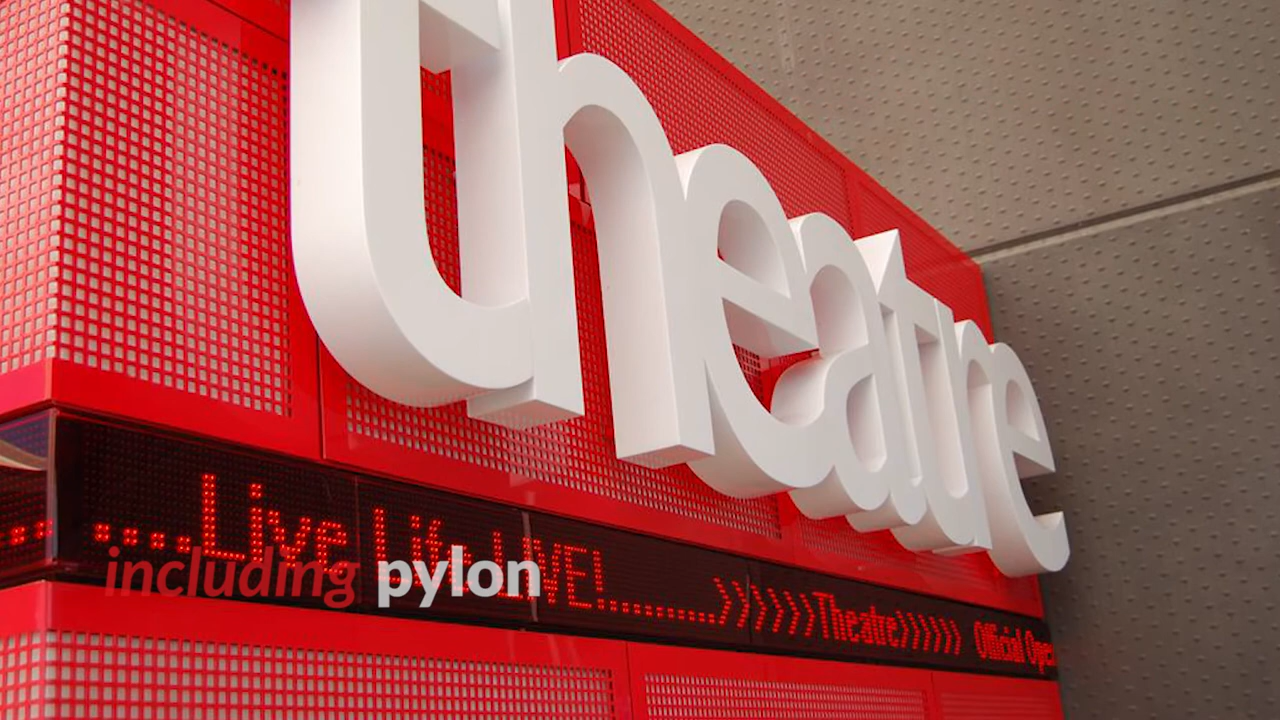 theatre
....Live Life LIVE!..........》》》》Theatre》》》》 Official Ope
including pylon